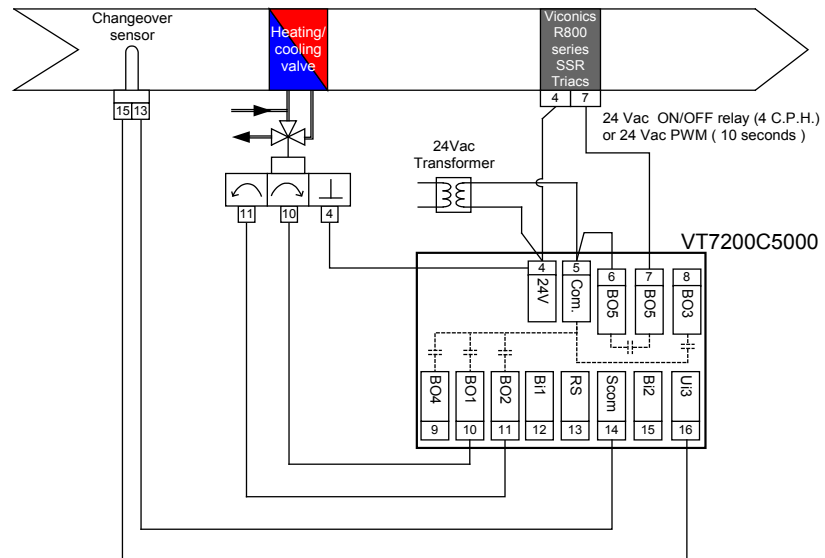 Changeover
sensor
Heating/
cooling
valve
Viconics
R800
series
SSR
Triacs
15 13
4 7
24 Vac ON/OFF relay (4 C.P.H.)
or 24 Vac PWM ( 10 seconds )
24Vac
Transformer
11 10 4
VT7200C5000
4 5 6 7 8
24V Com. BO5 BO5 BO3
BO4 BO1 BO2 Bi1 RS Scom Bi2 Ui3
9 10 11 12 13 14 15 16